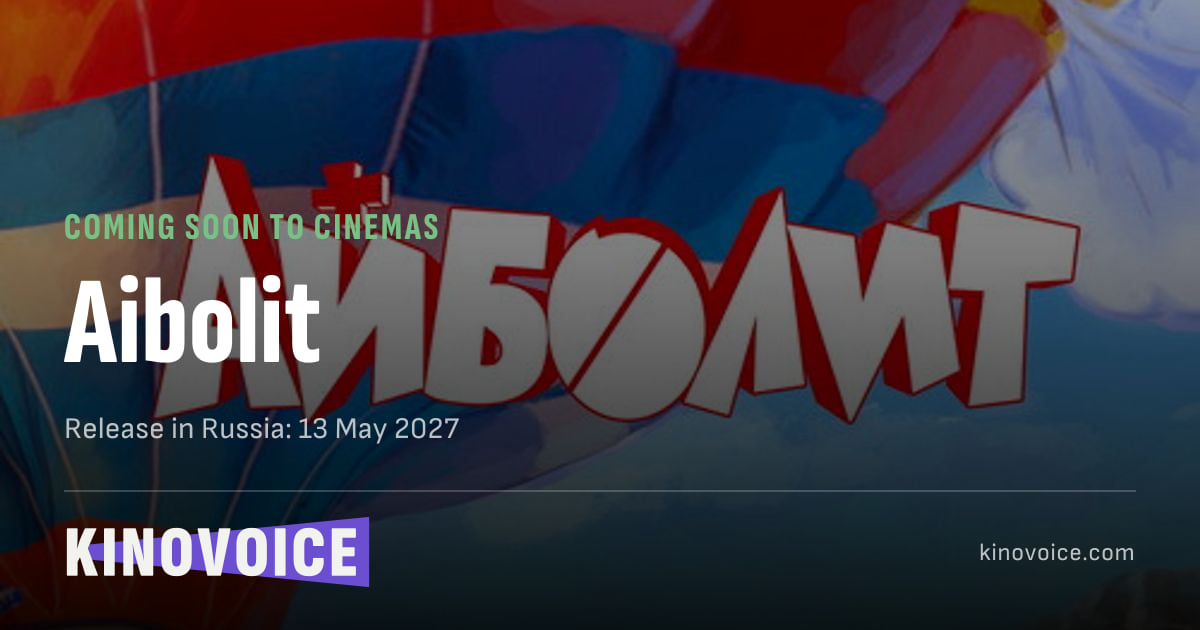 АЙБОЛИТ
COMING SOON TO CINEMAS
Aibolit
Release in Russia: 13 May 2027
KINOVOICE
kinovoice.com